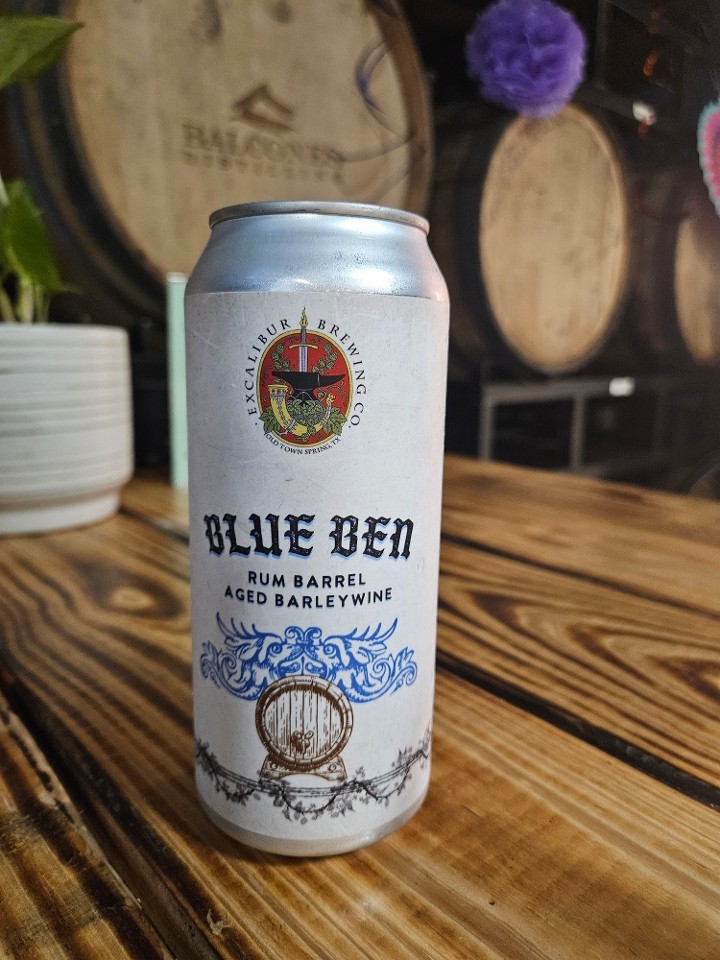 BALCONES
DISTILLING
EXCALIBUR BREWING CO.
OLD TOWN SPRING, TX
BLUE BEN
RUM BARREL
AGED BARLEYWINE